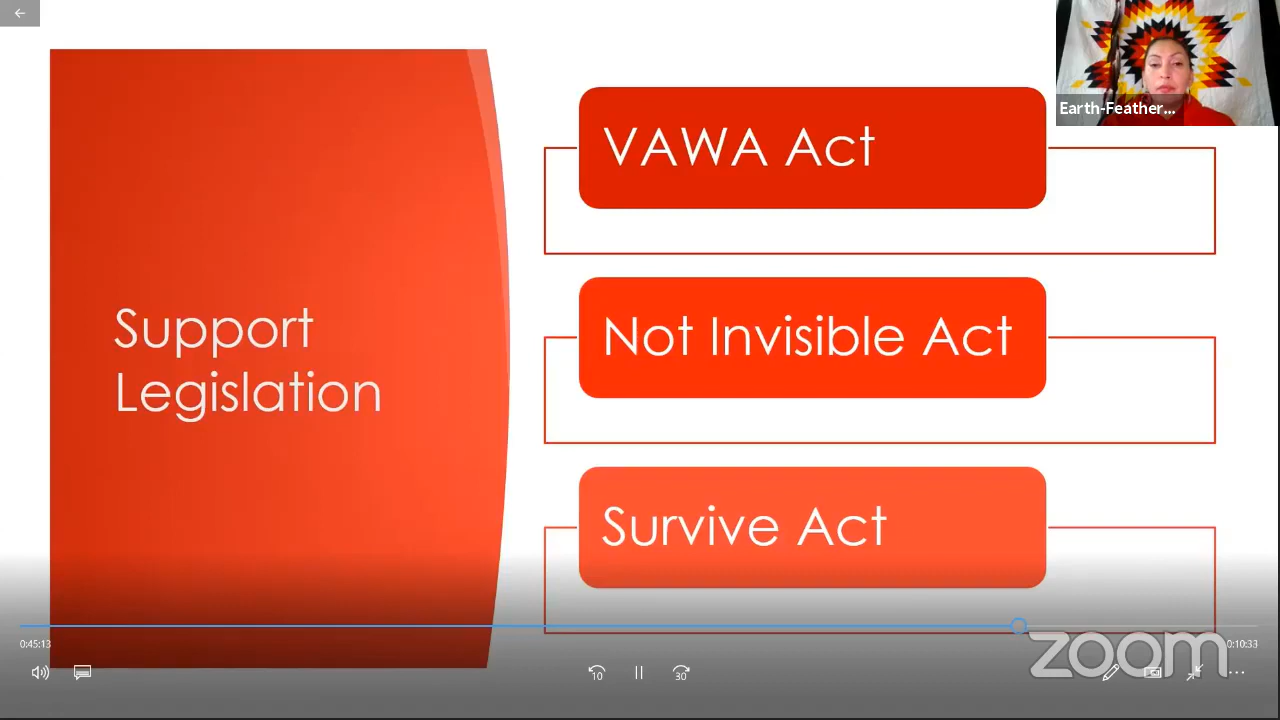 Earth-Feather...
VAWA Act
Support
Legislation
Not Invisible Act
Survive Act
0:45:13
0:10:33
10
30
zoom